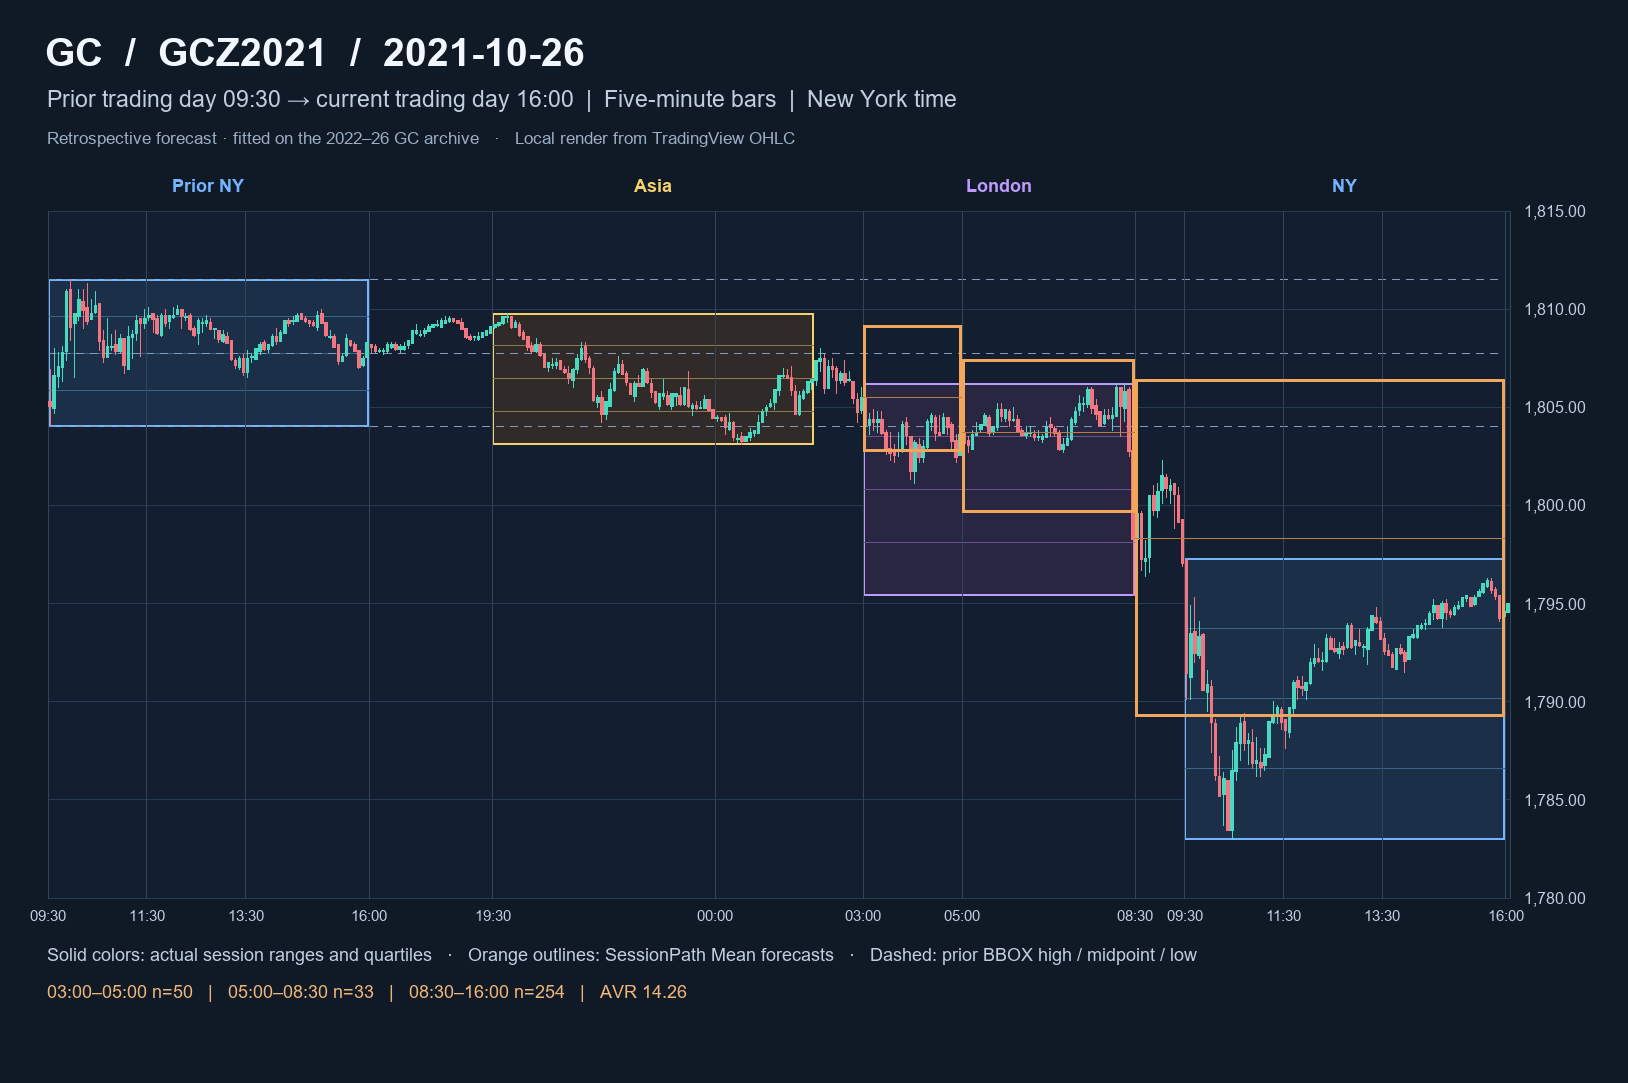 GC / GCZ2021 / 2021-10-26
Prior trading day 09:30 → current trading day 16:00 | Five-minute bars | New York time
Retrospective forecast · fitted on the 2022–26 GC archive · Local render from TradingView OHLC
Prior NY Asia London NY
1,815.00
1,810.00
1,805.00
1,800.00
1,795.00
1,790.00
1,785.00
1,780.00
09:30 11:30 13:30 16:00 19:30 00:00 03:00 05:00 08:30 09:30 11:30 13:30 16:00
Solid colors: actual session ranges and quartiles · Orange outlines: SessionPath Mean forecasts · Dashed: prior BBOX high / midpoint / low
03:00–05:00 n=50 | 05:00–08:30 n=33 | 08:30–16:00 n=254 | AVR 14.26